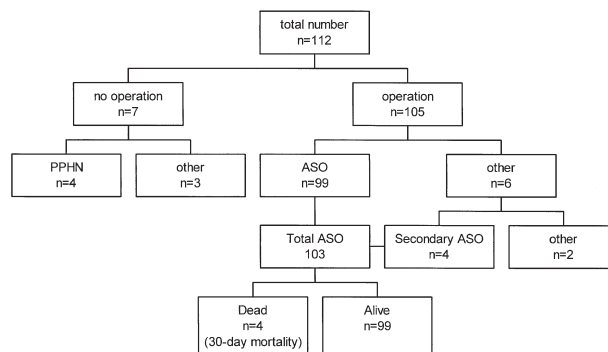 total number
n=112
no operation
n=7
operation
n=105
PPHN
n=4
other
n=3
ASO
n=99
other
n=6
Total ASO
103
Secondary ASO
n=4
other
n=2
Dead
n=4
(30-day mortality)
Alive
n=99